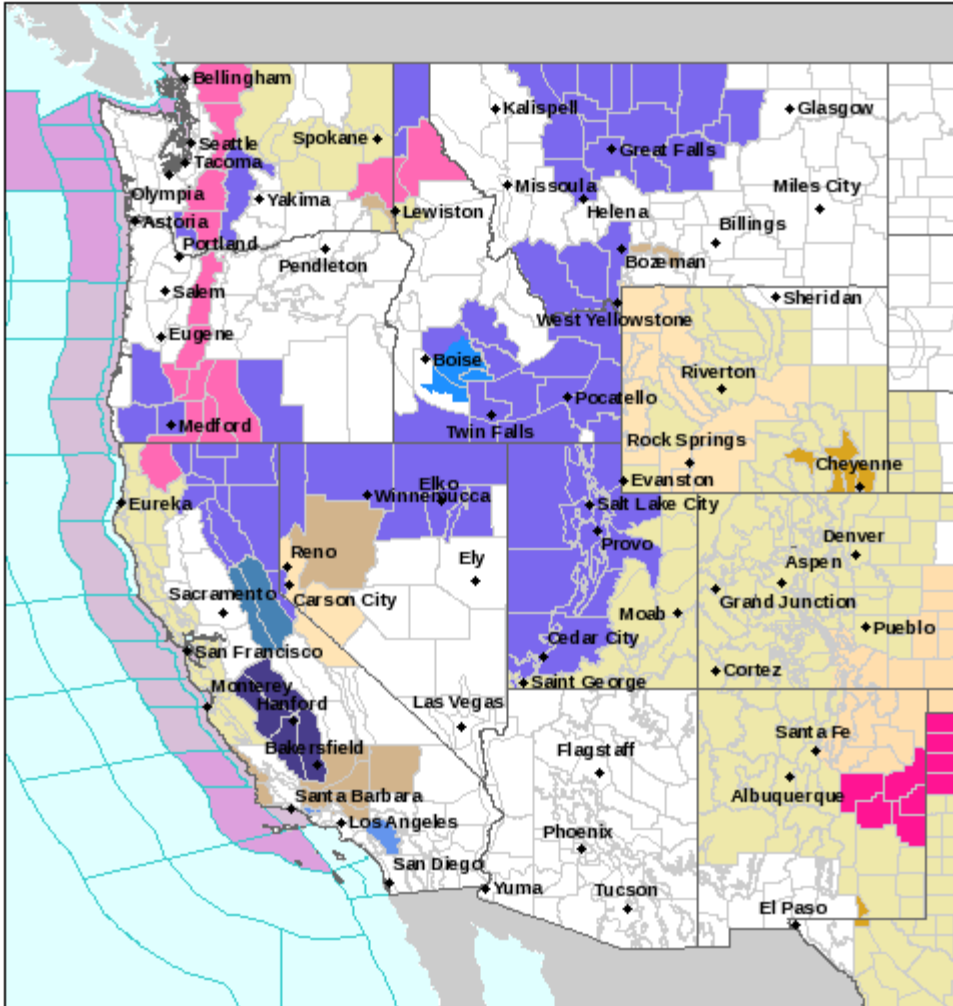 Bellingham
Kalispell
Glasgow
Seattle
Spokane
Great Falls
Tacoma
Missoula
Miles City
Olympia
Yakima
Lewiston
Helena
Astoria
Billings
Portland
Pendleton
Bozeman
Salem
Sheridan
West Yellowstone
Eugene
Boise
Riverton
Pocatello
Medford
Twin Falls
Rock Springs
Cheyenne
Evanston
Elko
Winnemucca
Eureka
Salt Lake City
Provo
Denver
Reno
Ely
Aspen
Sacramento
Carson City
Grand Junction
Moab
Pueblo
Cedar City
San Francisco
Cortez
Saint George
Monterey
Hanford
Las Vegas
Santa Fe
Bakersfield
Flagstaff
Albuquerque
Santa Barbara
Los Angeles
Phoenix
San Diego
Yuma
Tucson
El Paso